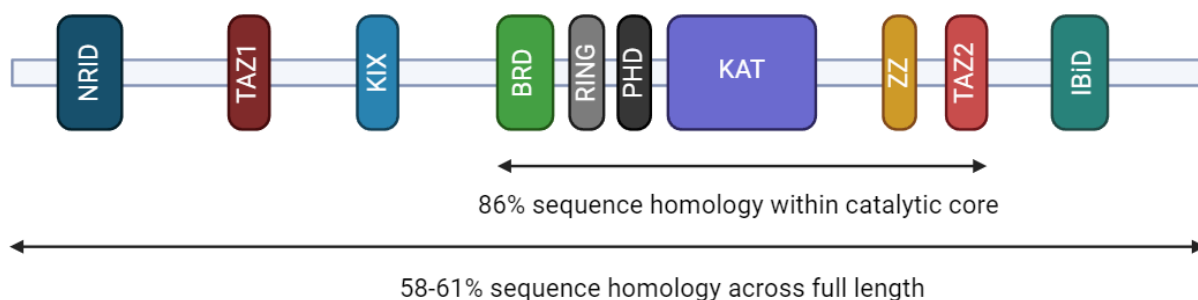 NRID
TAZ1
KIX
BRD
RING
PHD
KAT
ZZ
TAZ2
IBiD
86% sequence homology within catalytic core
58-61% sequence homology across full length